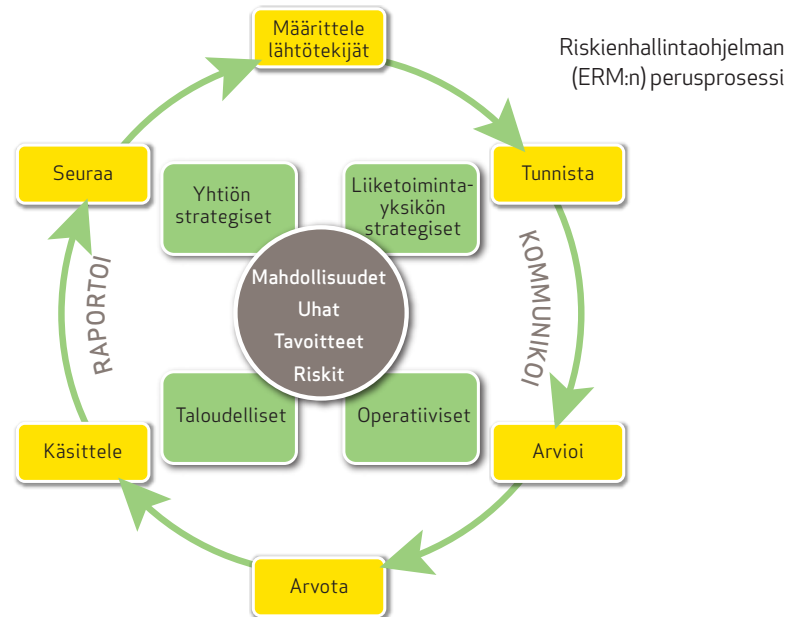 Riskienhallintaohjelman
(ERM:n) perusprosessi
Määrittele
lähtötekijät
Tunnista
Arvioi
Arvota
Käsittele
Seuraa
KOMMUNIKOI
RAPORTOI
Yhtiön
strategiset
Liiketoiminta-
yksikön
strategiset
Taloudelliset
Operatiiviset
Mahdollisuudet
Uhat
Tavoitteet
Riskit